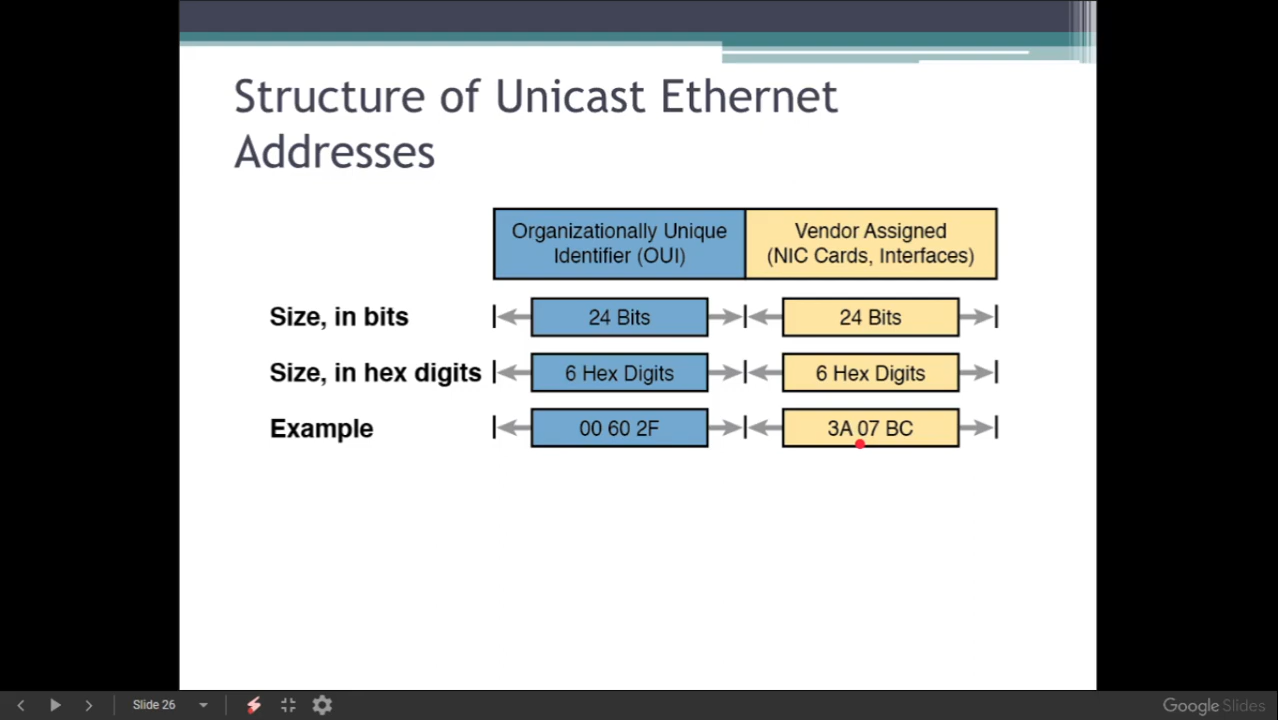 Structure of Unicast Ethernet
Addresses
Organizationally Unique
Identifier (OUI)
Vendor Assigned
(NIC Cards, Interfaces)
Size, in bits
24 Bits
24 Bits
Size, in hex digits
6 Hex Digits
6 Hex Digits
Example
00 60 2F
3A 07 BC
Slide 26
Google Slides